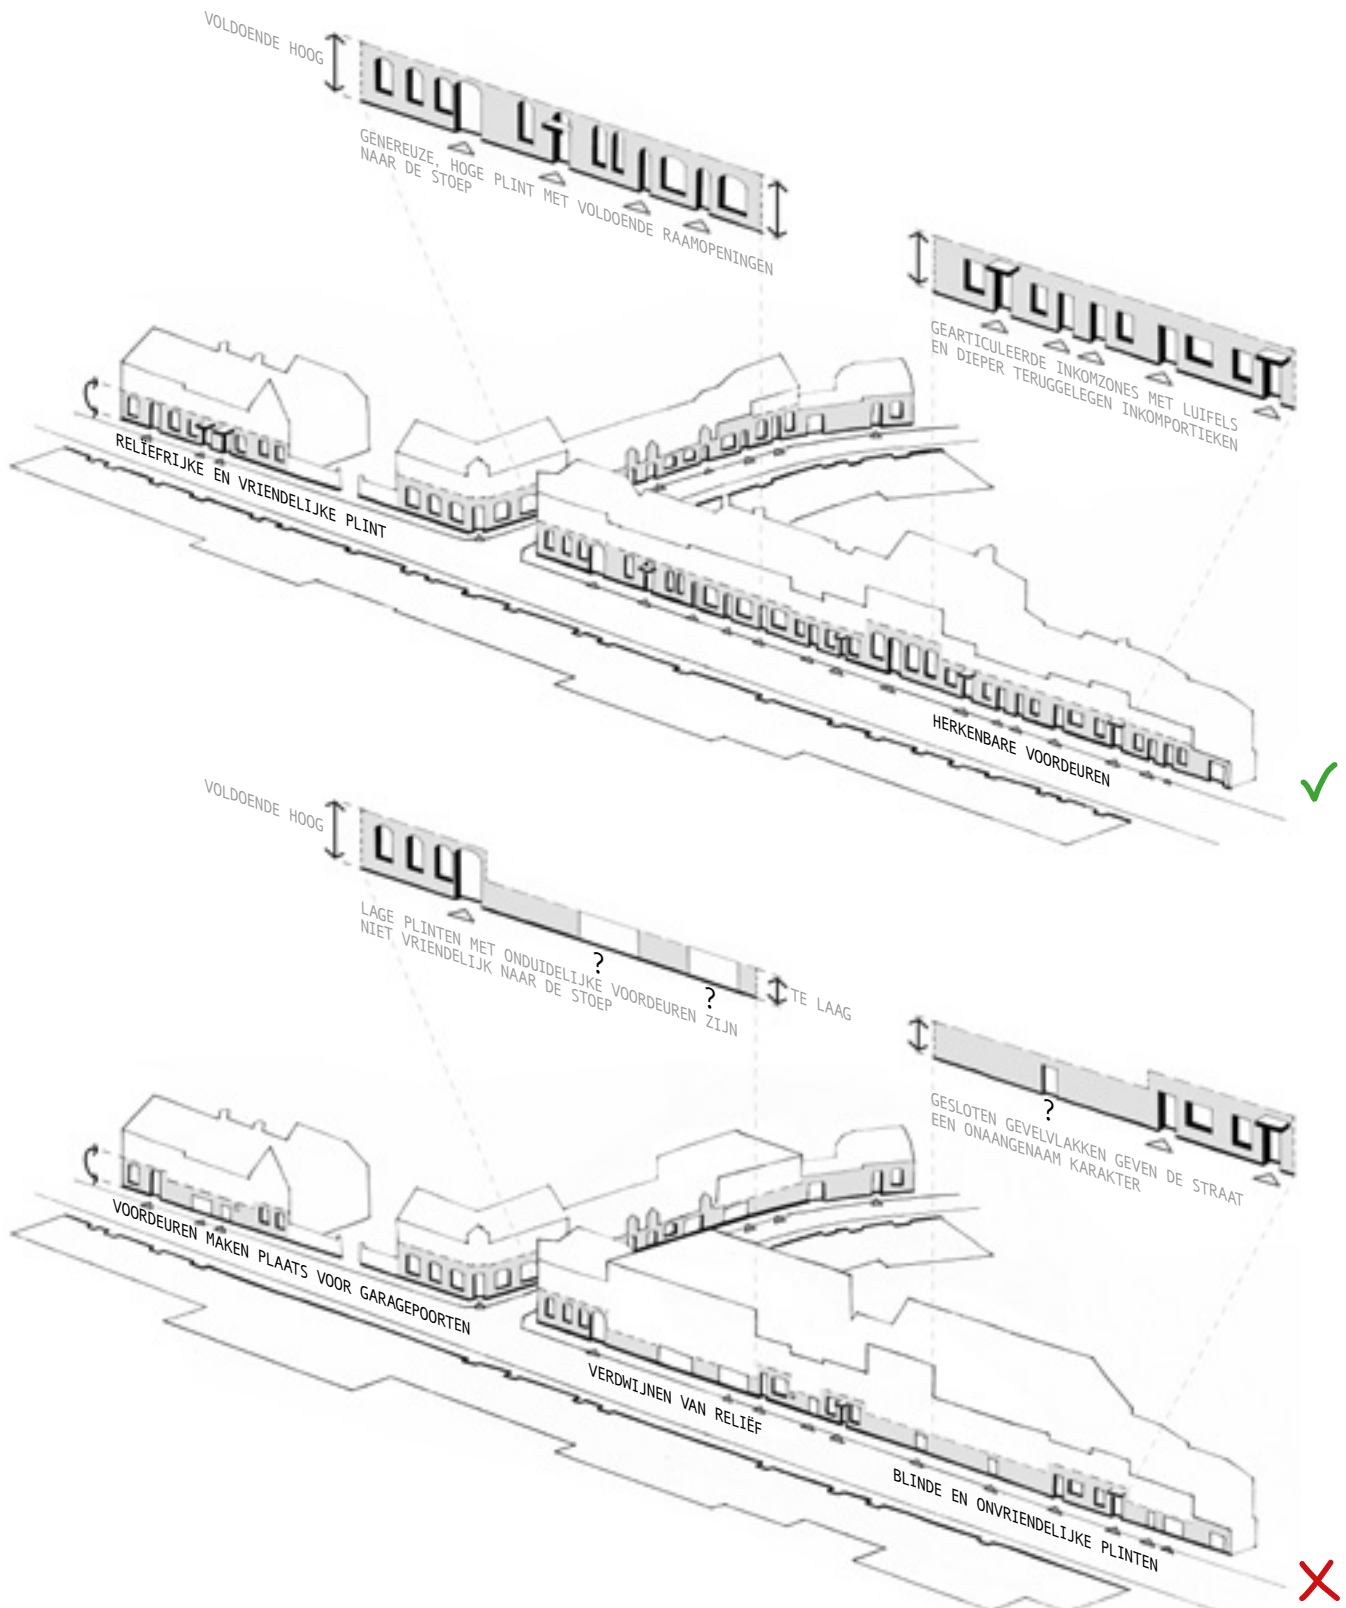 VOLDOENDE HOOG
GENEREUZE, HOGE PLINT MET VOLDOENDE RAAMOPENINGEN
NAAR DE STOEP
GEARTICULEERDE INKOMZONES MET LUIFELS
EN DIEPER TERUGGELEGEN INKOMPORTIEKEN
RELIËFRIJKE EN VRIENDELIJKE PLINT
HERKENBARE VOORDEUREN
VOLDOENDE HOOG
LAGE PLINTEN MET ONDUIDELIJKE VOORDEUREN ZIJN
NIET VRIENDELIJK NAAR DE STOEP
?
?
TE LAAG
?
GESLOTEN GEVELVLAKKEN GEVEN DE STRAAT
EEN ONAANGENAAM KARAKTER
VOORDEUREN MAKEN PLAATS VOOR GARAGEPOORTEN
VERDWIJNEN VAN RELIËF
BLINDE EN ONVRIENDELIJKE PLINTEN